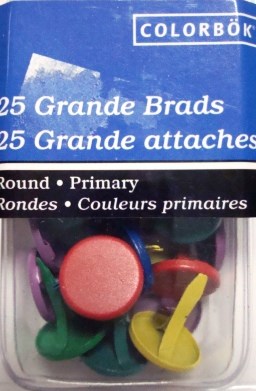 COLORBÖK
25 Grande Brads
25 Grande attaches
Round • Primary
Rondes • Couleurs primaires